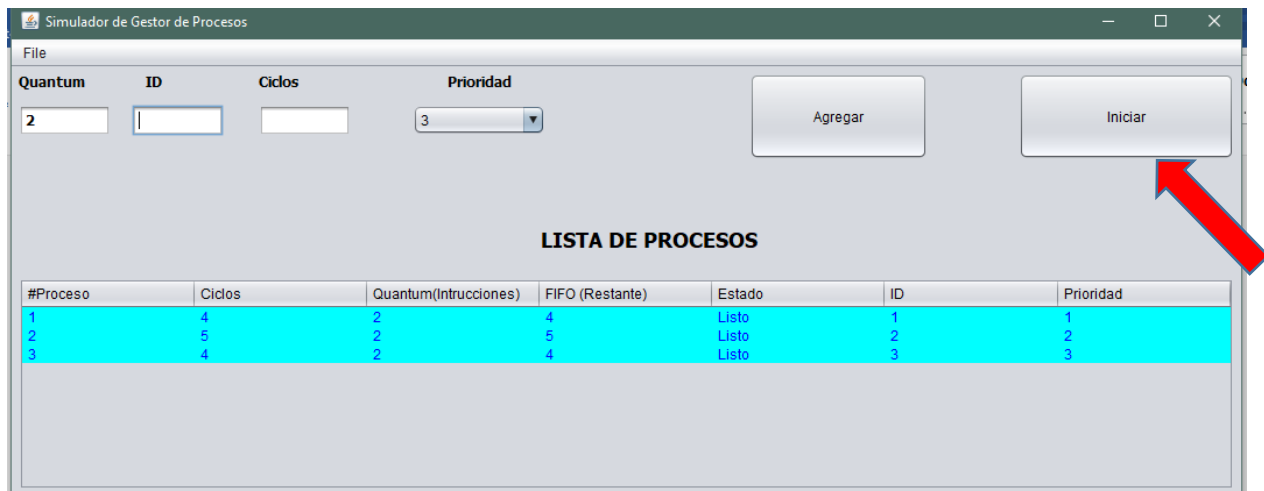 Simulador de Gestor de Procesos
File
Quantum ID Ciclos Prioridad
2 3 Agregar Iniciar
LISTA DE PROCESOS
#Proceso Ciclos Quantum(Intrucciones) FIFO (Restante) Estado ID Prioridad
1 4 2 4 Listo 1 1
2 5 2 5 Listo 2 2
3 4 2 4 Listo 3 3